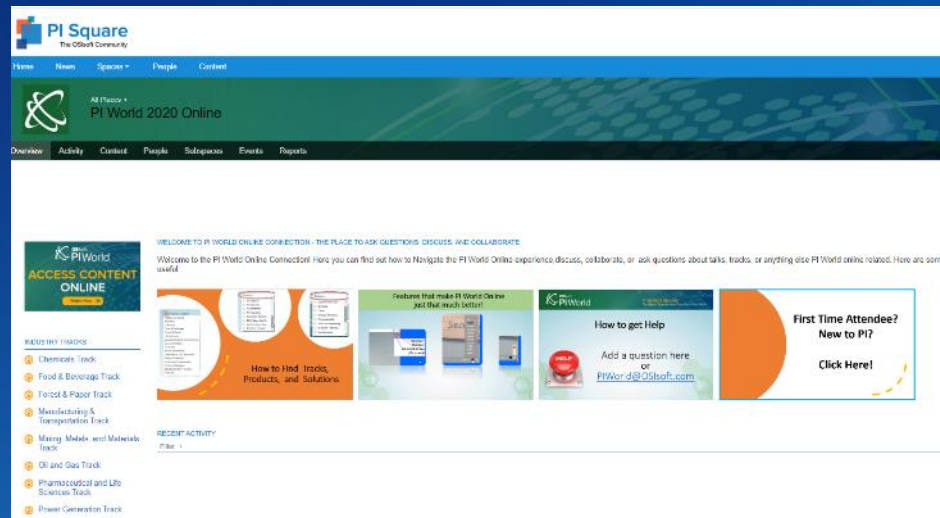 PI Square
The OSIsoft Community
Home News Spaces People Content
All Places
PI World 2020 Online
Overview Activity Content People Subspaces Events Reports
PIWorld
ACCESS CONTENT
ONLINE
WELCOME TO PI WORLD ONLINE CONNECTION - THE PLACE TO ASK QUESTIONS, DISCUSS, AND COLLABORATE
Welcome to the PI World Online Connection! Here you can find out how to Navigate the PI World Online experience, discuss, collaborate, or ask questions about talks, tracks, or anything else PI World online related. Here are
useful
How to Find Tracks,
Products, and Solutions
Features that make PI World Online
just that much better!
PIWorld
How to get Help
HELP
Add a question here
or
PIWorld@OSIsoft.com
First Time Attendee?
New to PI?
Click Here!
INDUSTRY TRACKS
Chemicals Track
Food & Beverage Track
Forest & Paper Track
Manufacturing &
Transportation Track
Mining, Metals, and Materials
Track
Oil and Gas Track
Pharmaceutical and Life
Sciences Track
Power Generation Track
RECENT ACTIVITY
Filter